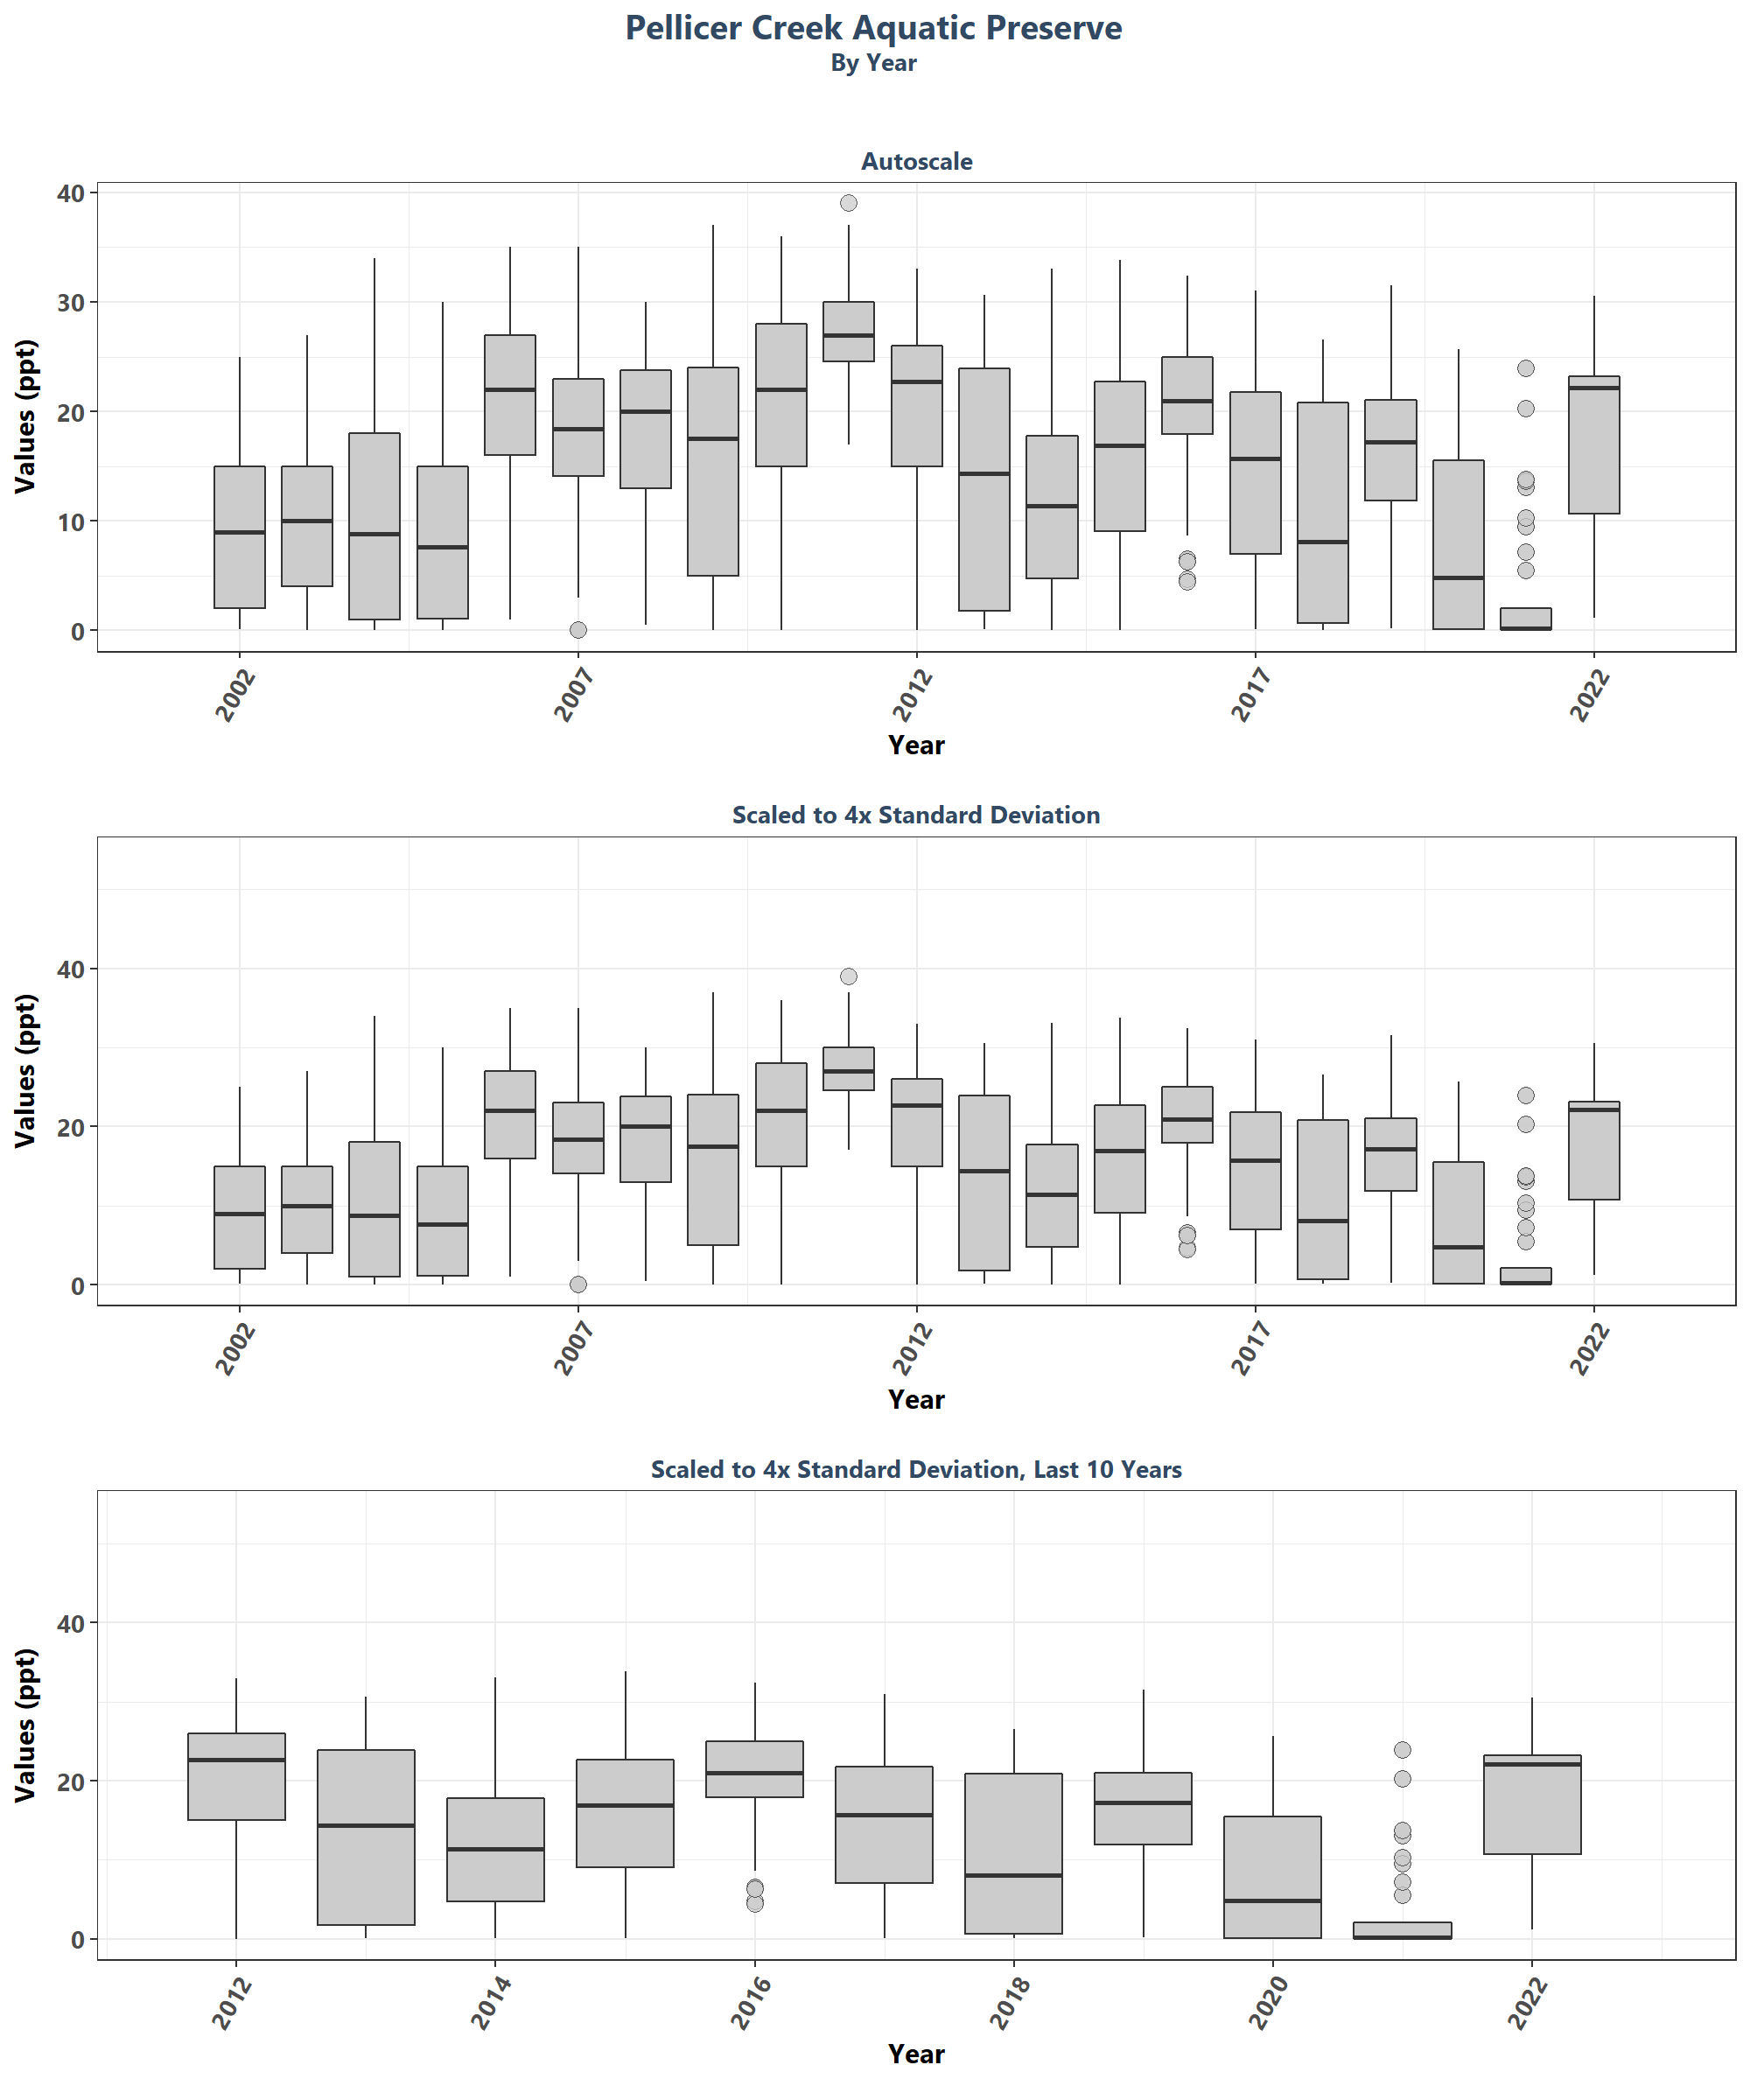 Pellicer Creek Aquatic Preserve
By Year
Autoscale
Values (ppt)
40
30
20
10
0
2002 2007 2012 2017 2022
Year
Scaled to 4x Standard Deviation
Values (ppt)
40
20
0
2002 2007 2012 2017 2022
Year
Scaled to 4x Standard Deviation, Last 10 Years
Values (ppt)
40
20
0
2012 2014 2016 2018 2020 2022
Year